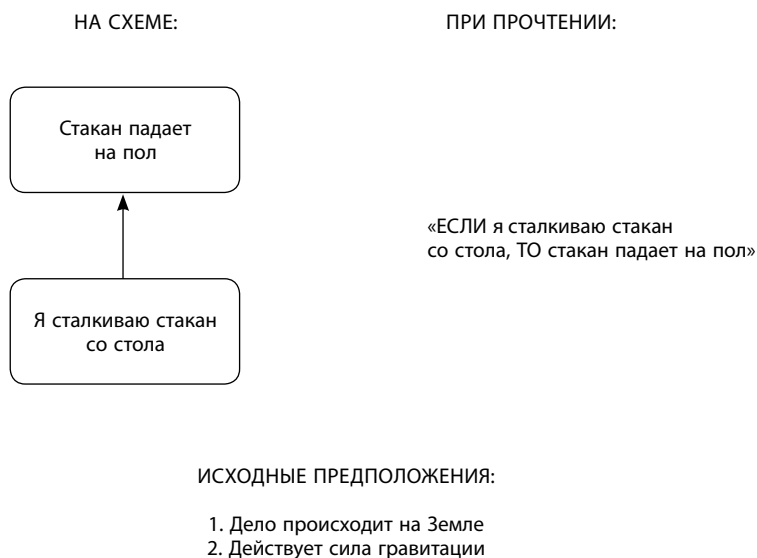 НА СХЕМЕ:
ПРИ ПРОЧТЕНИИ:
Стакан падает
на пол
«ЕСЛИ я сталкиваю стакан
со стола, ТО стакан падает на пол»
Я сталкиваю стакан
со стола
ИСХОДНЫЕ ПРЕДПОЛОЖЕНИЯ:
1. Дело происходит на Земле
2. Действует сила гравитации